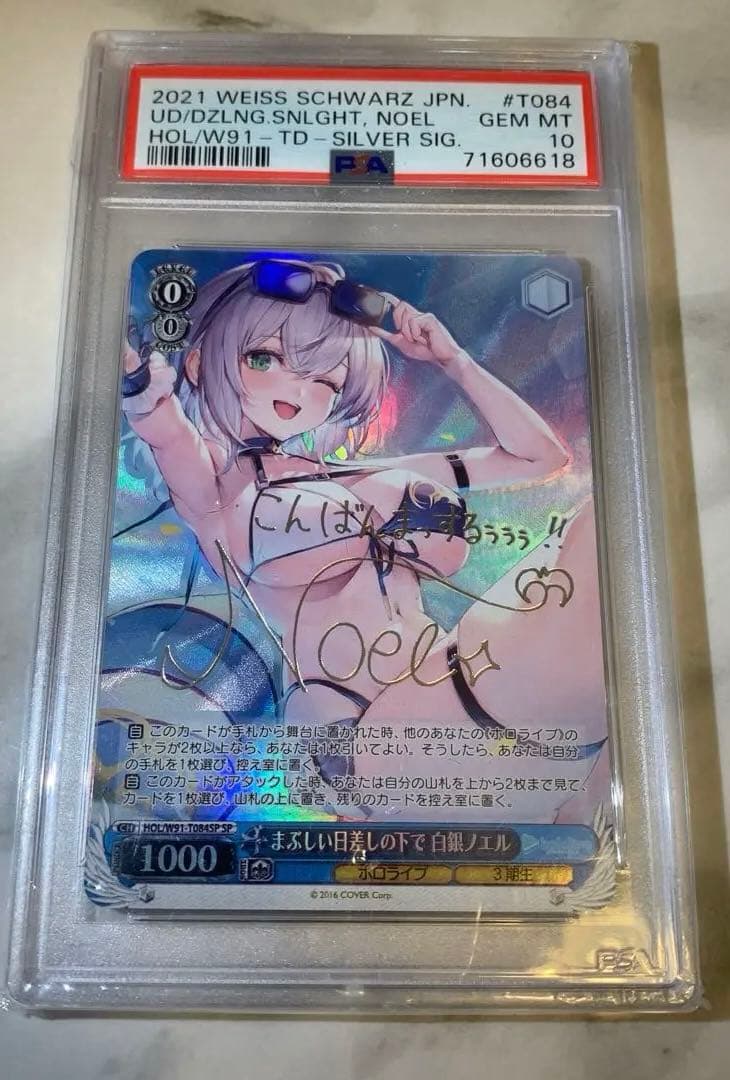 2021 WEISS SCHWARZ JPN. #T084
UD/DZLNG.SNLGHT, NOEL GEM MT
HOL/W91-TD-SILVER SIG. 10
PSA 71606618
LEVEL
0
0
COST
こんばんまっするぅぅぅ!!
Noel
自 このカードが手札から舞台に置かれた時、他のあなたの《ホロライブ》の
キャラが2枚以上なら、あなたは1枚引いてよい。そうしたら、あなたは自分
の手札を1枚選び、控え室に置く。
自 このカードがアタックした時、あなたは自分の山札を上から2枚まで見て、
カードを1枚選び、山札の上に置き、残りのカードを控え室に置く。
CH HOL/W91-T084SP SP
まぶしい日差しの下で 白銀ノエル
1000
ホロライブ 3期生
© 2016 COVER Corp.
PSA